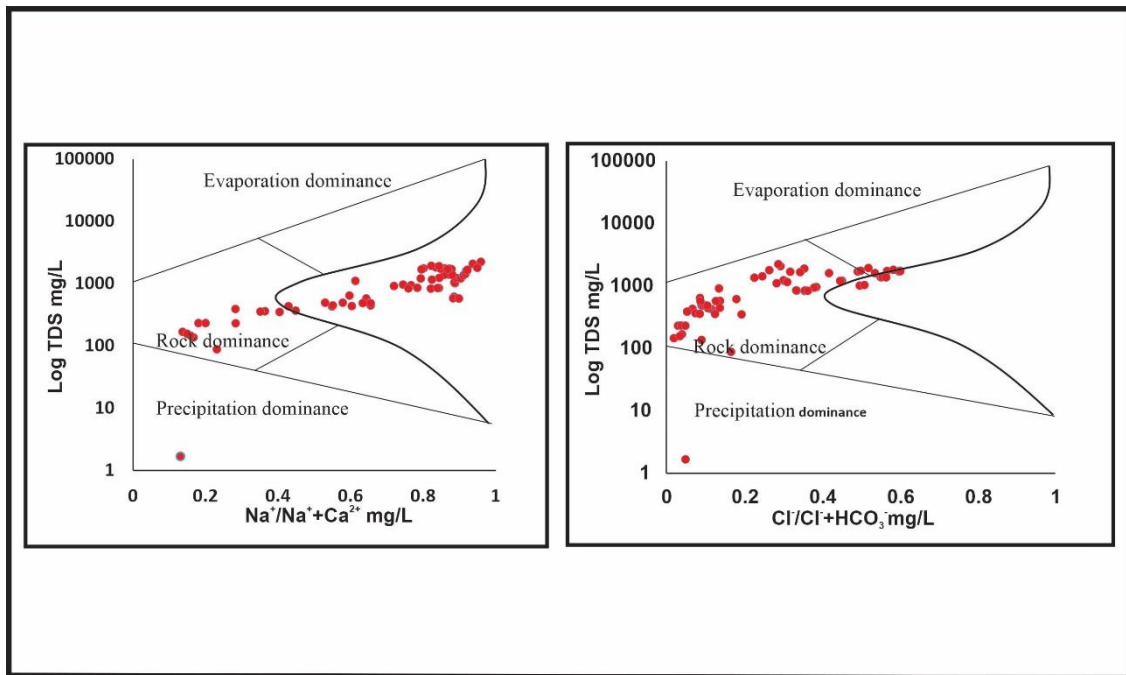 100000
10000
1000
100
10
1
Log TDS mg/L
Evaporation dominance
Rock dominance
Precipitation dominance
0 0.2 0.4 0.6 0.8 1
Na⁺/Na⁺+Ca²⁺ mg/L
100000
10000
1000
100
10
1
Log TDS mg/L
Evaporation dominance
Rock dominance
Precipitation dominance
0 0.2 0.4 0.6 0.8 1
Cl⁻/Cl⁻+HCO₃⁻mg/L